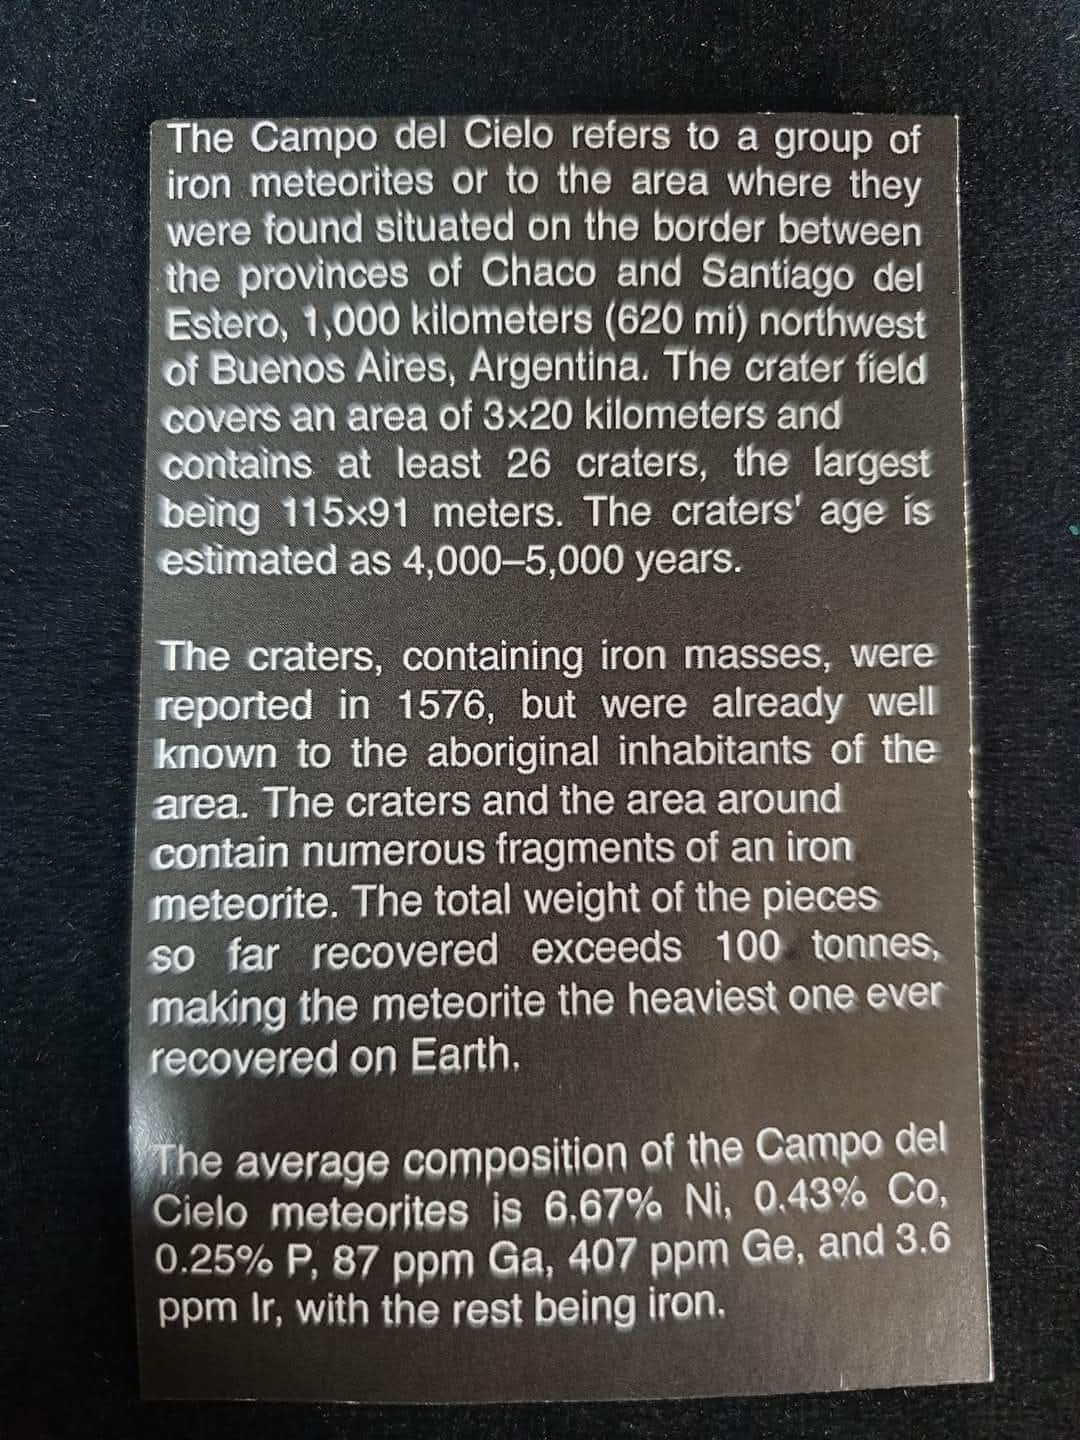 The Campo del Cielo refers to a group of
iron meteorites or to the area where they
were found situated on the border between
the provinces of Chaco and Santiago del
Estero, 1,000 kilometers (620 mi) northwest
of Buenos Aires, Argentina. The crater field
covers an area of 3×20 kilometers and
contains at least 26 craters, the largest
being 115×91 meters. The craters' age is
estimated as 4,000–5,000 years.
The craters, containing iron masses, were
reported in 1576, but were already well
known to the aboriginal inhabitants of the
area. The craters and the area around
contain numerous fragments of an iron
meteorite. The total weight of the pieces
so far recovered exceeds 100 tonnes,
making the meteorite the heaviest one ever
recovered on Earth.
The average composition of the Campo del
Cielo meteorites is 6.67% Ni, 0.43% Co,
0.25% P, 87 ppm Ga, 407 ppm Ge, and 3.6
ppm Ir, with the rest being iron.